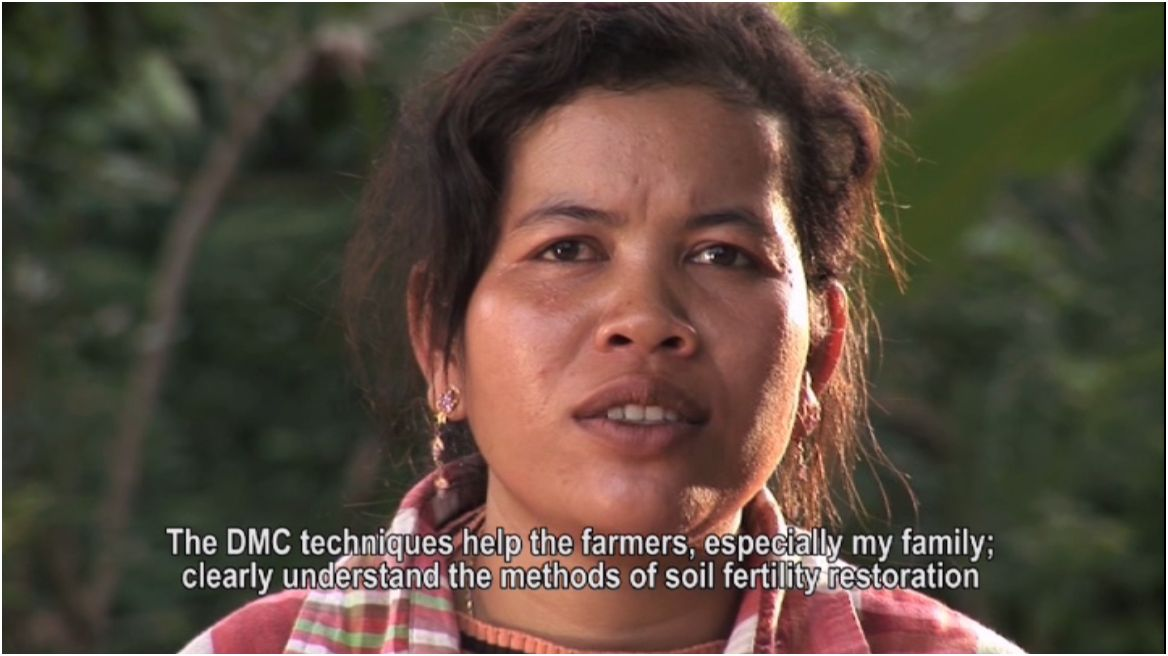 The DMC techniques help the farmers, especially my family;
clearly understand the methods of soil fertility restoration